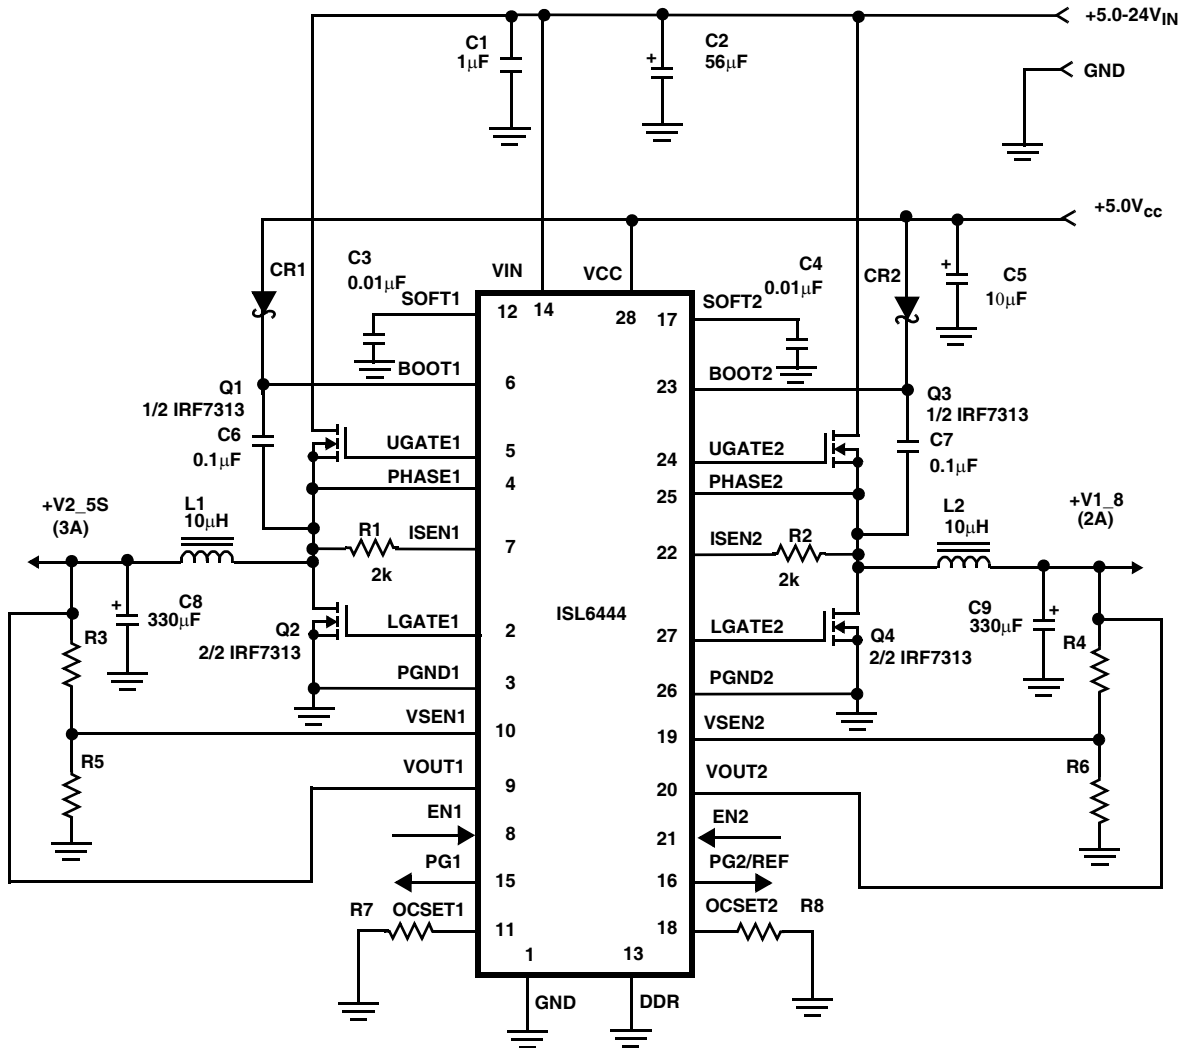 +5.0-24VIN
C1
1μF
C2
56μF
GND
+5.0Vcc
CR1
C3
0.01μF
VIN
VCC
C4
0.01μF
CR2
C5
10μF
SOFT1
12
14
28
17
SOFT2
BOOT1
6
23
BOOT2
Q1
1/2 IRF7313
Q3
1/2 IRF7313
C6
0.1μF
C7
0.1μF
UGATE1
5
24
UGATE2
PHASE1
4
25
PHASE2
+V2_5S
(3A)
L1
10μH
R1
2k
ISEN1
7
22
ISEN2
R2
2k
L2
10μH
+V1_8
(2A)
ISL6444
C8
330μF
C9
330μF
R3
R4
Q2
2/2 IRF7313
LGATE1
2
27
LGATE2
Q4
2/2 IRF7313
PGND1
3
26
PGND2
VSEN1
10
19
VSEN2
R5
R6
VOUT1
9
20
VOUT2
EN1
8
21
EN2
PG1
15
16
PG2/REF
R7
OCSET1
11
18
OCSET2
R8
1
13
GND
DDR